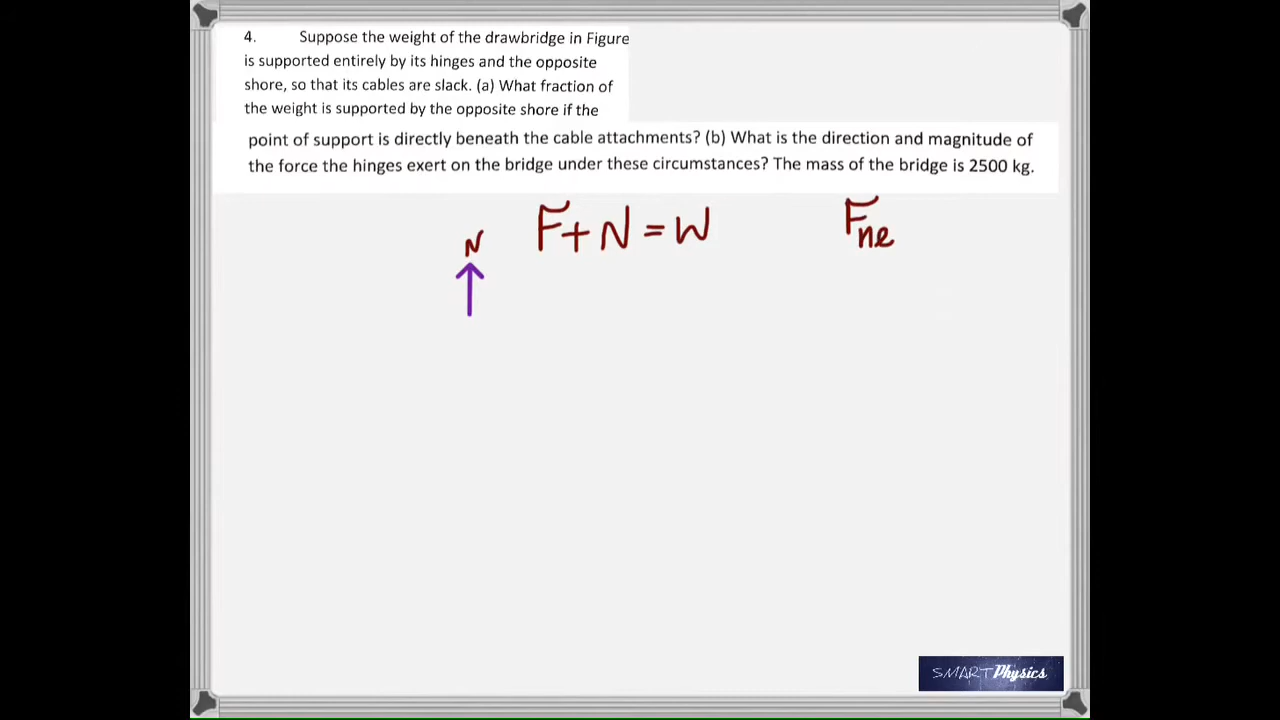 4. Suppose the weight of the drawbridge in Figure
is supported entirely by its hinges and the opposite
shore, so that its cables are slack. (a) What fraction of
the weight is supported by the opposite shore if the
point of support is directly beneath the cable attachments? (b) What is the direction and magnitude of
the force the hinges exert on the bridge under these circumstances? The mass of the bridge is 2500 kg.
F+N=W
Fne
N
SMART Physics